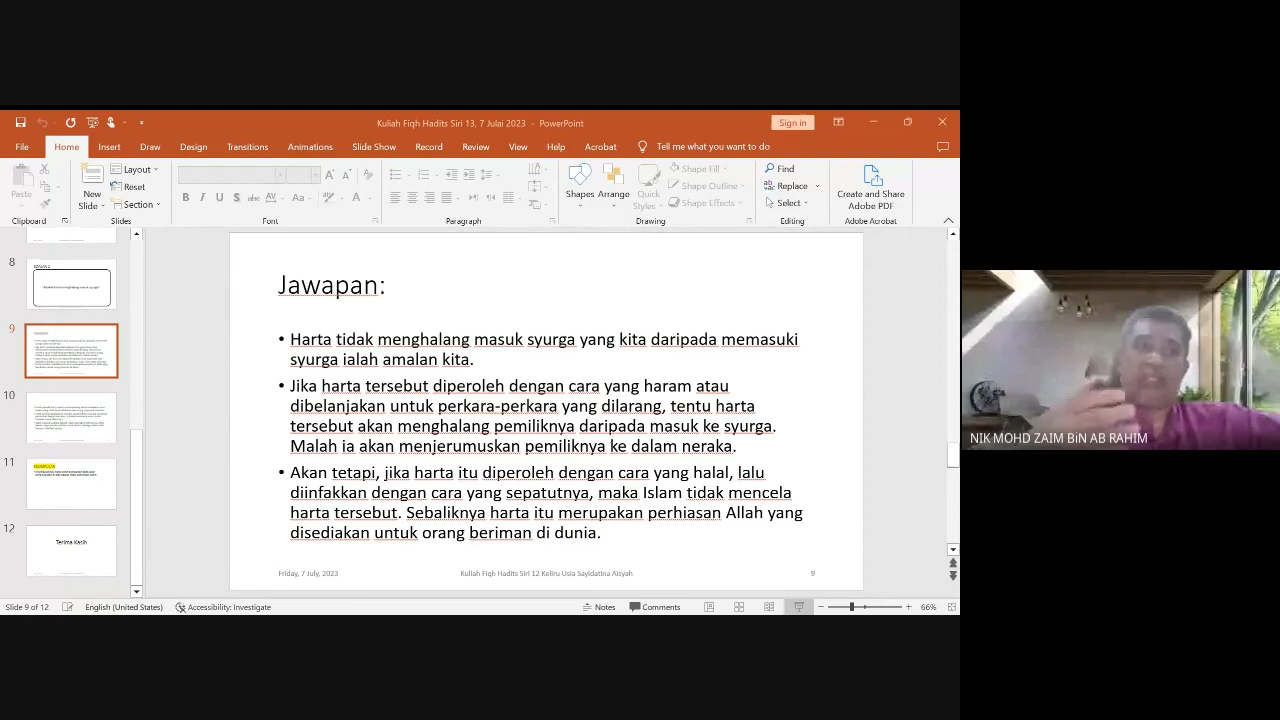 Kuliah Fiqh Hadits Siri 13, 7 Julai 2023 - PowerPoint
Sign in
File Home Insert Draw Design Transitions Animations Slide Show Record Review View Help Acrobat Tell me what you want to do
Paste
New Slide
Layout
Reset
Section
B I U S abc AV Aa A
Shapes
Arrange
Quick Styles
Shape Fill
Shape Outline
Shape Effects
Find
Replace
Select
Create and Share Adobe PDF
Clipboard Slides Font Paragraph Drawing Editing Adobe Acrobat
8
9
10
11
12
Terima Kasih
Jawapan:
• Harta tidak menghalang masuk syurga yang kita daripada memasuki
syurga ialah amalan kita.
• Jika harta tersebut diperoleh dengan cara yang haram atau
dibelanjakan untuk perkara-perkara yang dilarang, tentu harta
tersebut akan menghalang pemiliknya daripada masuk ke syurga.
Malah ia akan menjerumuskan pemiliknya ke dalam neraka.
• Akan tetapi, jika harta itu diperoleh dengan cara yang halal, lalu
diinfakkan dengan cara yang sepatutnya, maka Islam tidak mencela
harta tersebut. Sebaliknya harta itu merupakan perhiasan Allah yang
disediakan untuk orang beriman di dunia.
Friday, 7 July, 2023 Kuliah Fiqh Hadits Siri 12 Keliru Usia Sayidatina Aisyah 9
Slide 9 of 12 English (United States) Accessibility: Investigate Notes Comments 66%
NIK MOHD ZAIM BiN AB RAHIM